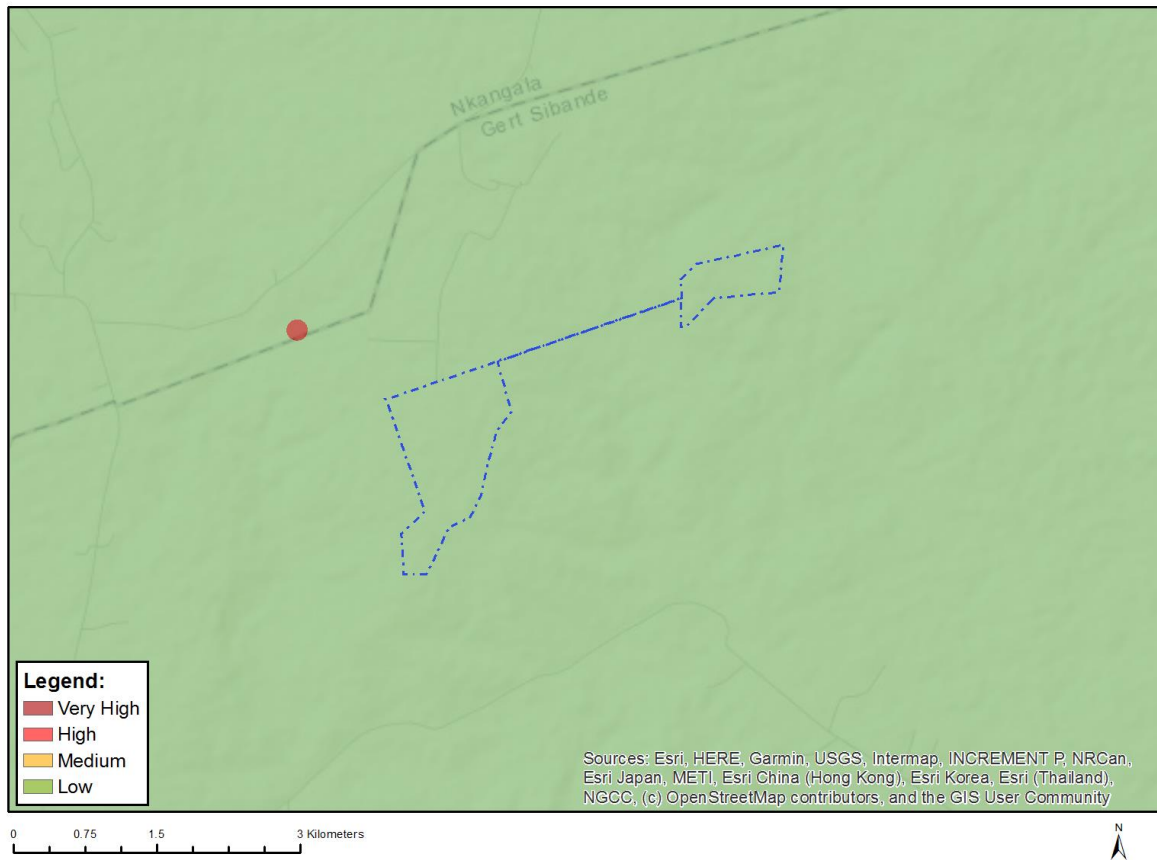 Nkangala
Gert Sibande
Legend:
Very High
High
Medium
Low
Sources: Esri, HERE, Garmin, USGS, Intermap, INCREMENT P, NRCan,
Esri Japan, METI, Esri China (Hong Kong), Esri Korea, Esri (Thailand),
NGCC, (c) OpenStreetMap contributors, and the GIS User Community
0 0.75 1.5 3 Kilometers
N